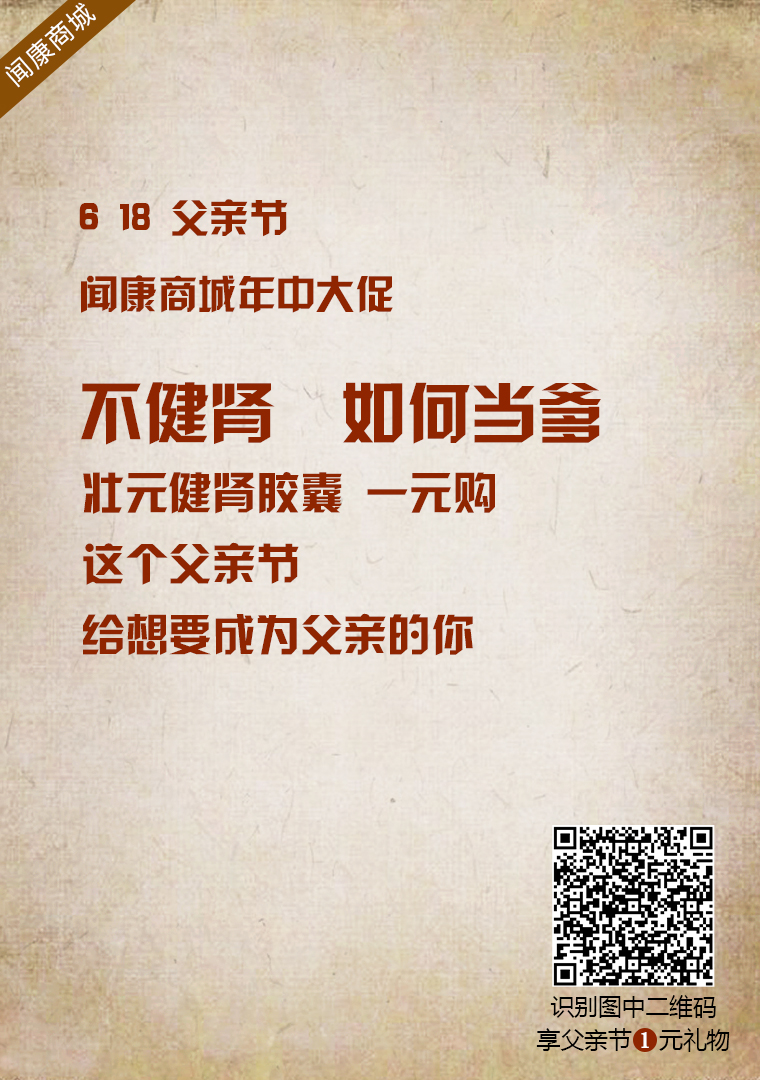 闻康商城
6 18 父亲节
闻康商城年中大促
不健肾 如何当爹
壮元健肾胶囊 一元购
这个父亲节
给想要成为父亲的你
识别图中二维码
享父亲节1元礼物